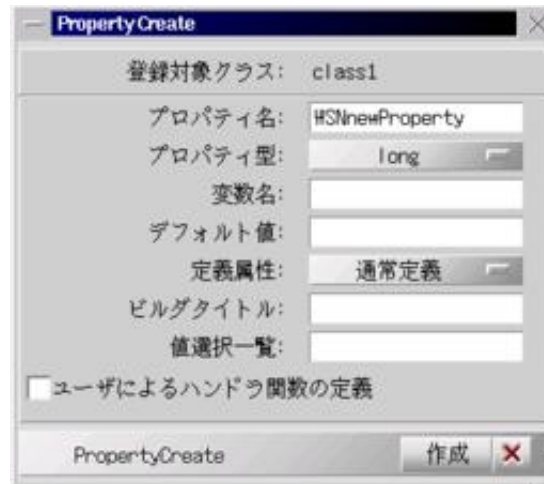 PropertyCreate
登録対象クラス: class1
プロパティ名: WSNnewProperty
プロパティ型: long
変数名:
デフォルト値:
定義属性: 通常定義
ビルダタイトル:
値選択一覧:
ユーザによるハンドラ関数の定義
PropertyCreate 作成